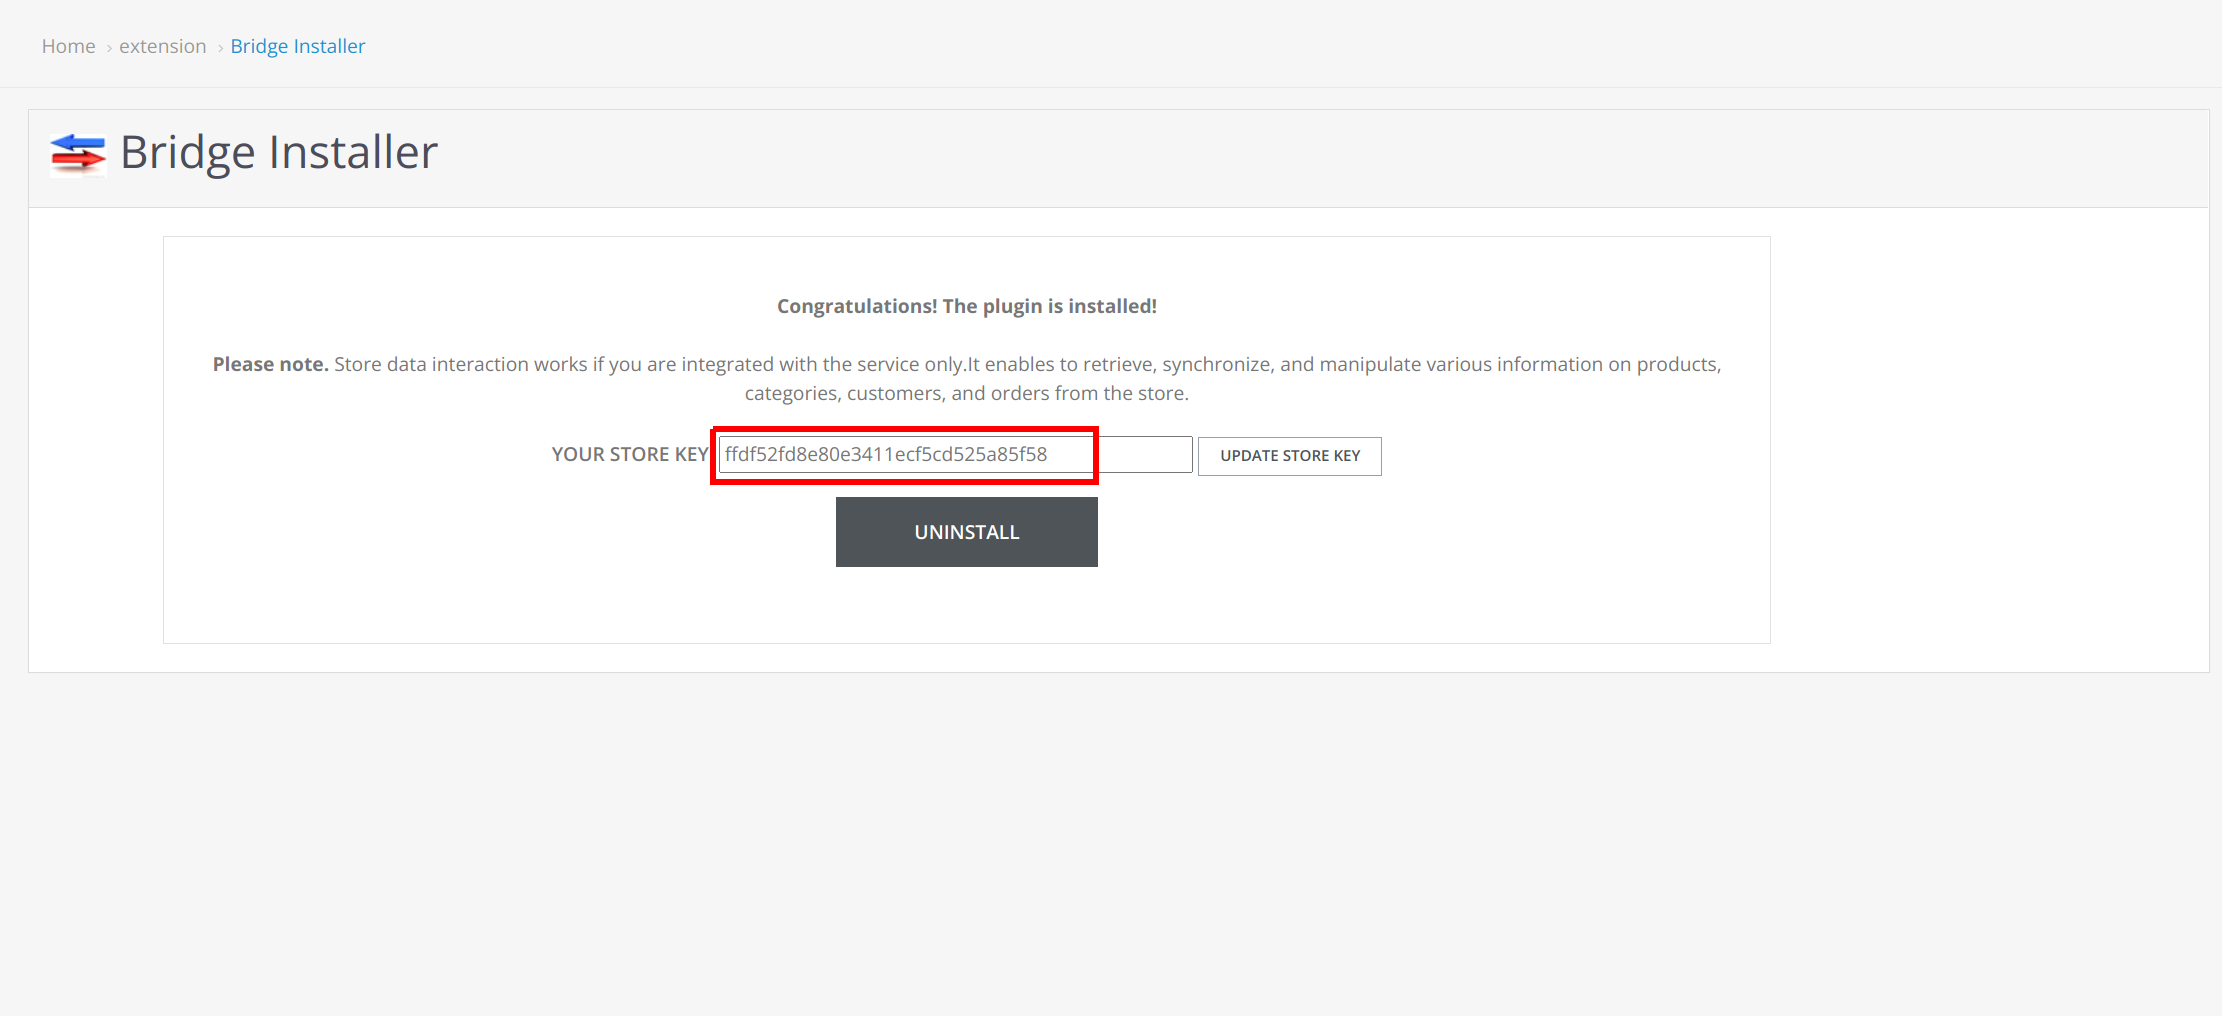 Home › extension › Bridge Installer
Bridge Installer
Congratulations! The plugin is installed!
Please note. Store data interaction works if you are integrated with the service only.It enables to retrieve, synchronize, and manipulate various information on products,
categories, customers, and orders from the store.
YOUR STORE KEY ffdf52fd8e80e3411ecf5cd525a85f58 UPDATE STORE KEY
UNINSTALL